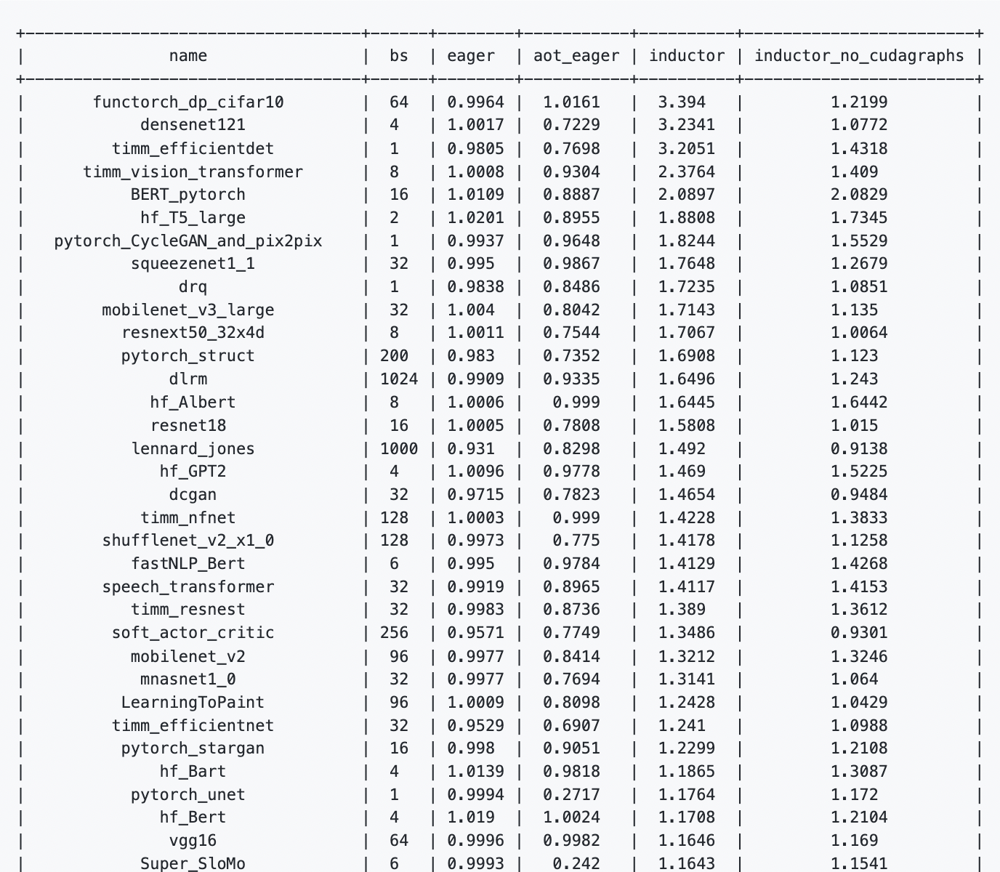 +------------------------------------+------+--------+-----------+----------+------------------------+
| name | bs | eager | aot_eager | inductor | inductor_no_cudagraphs |
+------------------------------------+------+--------+-----------+----------+------------------------+
| functorch_dp_cifar10 | 64 | 0.9964 | 1.0161 | 3.394 | 1.2199 |
| densenet121 | 4 | 1.0017 | 0.7229 | 3.2341 | 1.0772 |
| timm_efficientdet | 1 | 0.9805 | 0.7698 | 3.2051 | 1.4318 |
| timm_vision_transformer | 8 | 1.0008 | 0.9304 | 2.3764 | 1.409 |
| BERT_pytorch | 16 | 1.0109 | 0.8887 | 2.0897 | 2.0829 |
| hf_T5_large | 2 | 1.0201 | 0.8955 | 1.8808 | 1.7345 |
| pytorch_CycleGAN_and_pix2pix | 1 | 0.9937 | 0.9648 | 1.8244 | 1.5529 |
| squeezenet1_1 | 32 | 0.995 | 0.9867 | 1.7648 | 1.2679 |
| drq | 1 | 0.9838 | 0.8486 | 1.7235 | 1.0851 |
| mobilenet_v3_large | 32 | 1.004 | 0.8042 | 1.7143 | 1.135 |
| resnext50_32x4d | 8 | 1.0011 | 0.7544 | 1.7067 | 1.0064 |
| pytorch_struct | 200 | 0.983 | 0.7352 | 1.6908 | 1.123 |
| dlrm | 1024 | 0.9909 | 0.9335 | 1.6496 | 1.243 |
| hf_Albert | 8 | 1.0006 | 0.999 | 1.6445 | 1.6442 |
| resnet18 | 16 | 1.0005 | 0.7808 | 1.5808 | 1.015 |
| lennard_jones | 1000 | 0.931 | 0.8298 | 1.492 | 0.9138 |
| hf_GPT2 | 4 | 1.0096 | 0.9778 | 1.469 | 1.5225 |
| dcgan | 32 | 0.9715 | 0.7823 | 1.4654 | 0.9484 |
| timm_nfnet | 128 | 1.0003 | 0.999 | 1.4228 | 1.3833 |
| shufflenet_v2_x1_0 | 128 | 0.9973 | 0.775 | 1.4178 | 1.1258 |
| fastNLP_Bert | 6 | 0.995 | 0.9784 | 1.4129 | 1.4268 |
| speech_transformer | 32 | 0.9919 | 0.8965 | 1.4117 | 1.4153 |
| timm_resnest | 32 | 0.9983 | 0.8736 | 1.389 | 1.3612 |
| soft_actor_critic | 256 | 0.9571 | 0.7749 | 1.3486 | 0.9301 |
| mobilenet_v2 | 96 | 0.9977 | 0.8414 | 1.3212 | 1.3246 |
| mnasnet1_0 | 32 | 0.9977 | 0.7694 | 1.3141 | 1.064 |
| LearningToPaint | 96 | 1.0009 | 0.8098 | 1.2428 | 1.0429 |
| timm_efficientnet | 32 | 0.9529 | 0.6907 | 1.241 | 1.0988 |
| pytorch_stargan | 16 | 0.998 | 0.9051 | 1.2299 | 1.2108 |
| hf_Bart | 4 | 1.0139 | 0.9818 | 1.1865 | 1.3087 |
| pytorch_unet | 1 | 0.9994 | 0.2717 | 1.1764 | 1.172 |
| hf_Bert | 4 | 1.019 | 1.0024 | 1.1708 | 1.2104 |
| vgg16 | 64 | 0.9996 | 0.9982 | 1.1646 | 1.169 |
| Super_SloMo | 6 | 0.9993 | 0.242 | 1.1643 | 1.1541 |